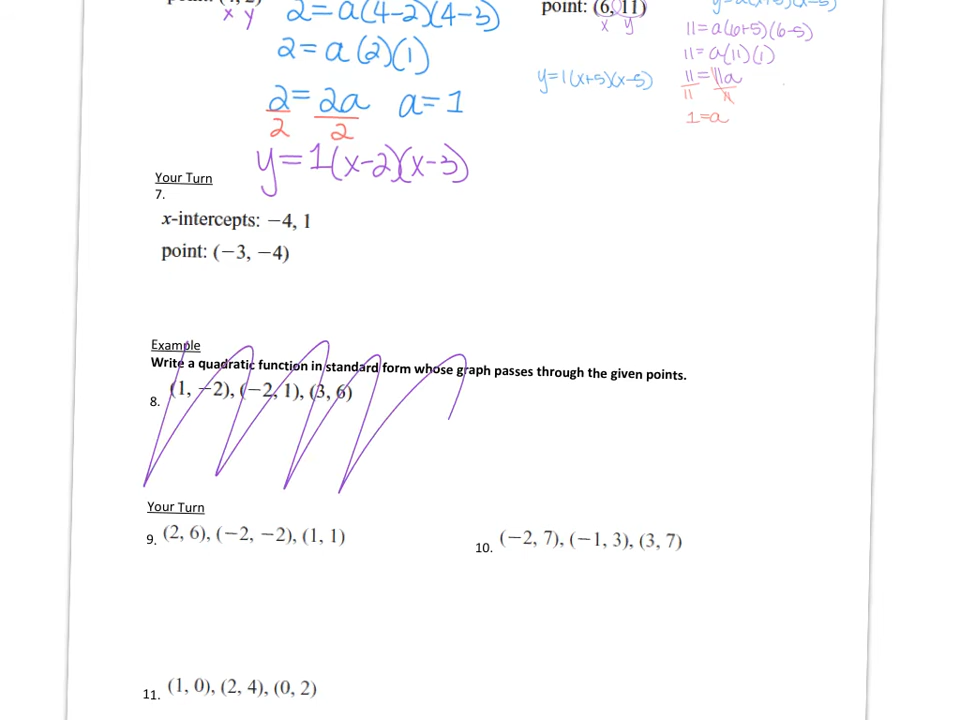 2=a(4-2)(4-3)
x y
2=a(2)(1)
2=2a a=1
2 2
y=1(x-2)(x-3)
point: (6, 11)
x y
11=a(6+5)(6-5)
11=a(11)(1)
11=11a
11 11
1=a
y=1(x+5)(x-5)
Your Turn
7.
x-intercepts: −4, 1
point: (−3, −4)
Example
Write a quadratic function in standard form whose graph passes through the given points.
8. (1, −2), (−2, 1), (3, 6)
Your Turn
9. (2, 6), (−2, −2), (1, 1)
10. (−2, 7), (−1, 3), (3, 7)
11. (1, 0), (2, 4), (0, 2)